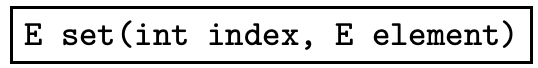 E set(int index, E element)